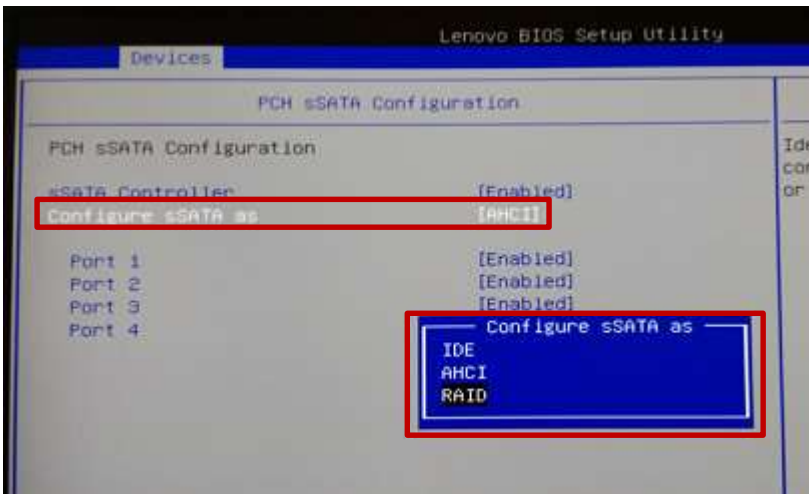 Lenovo BIOS Setup Utility
Devices
PCH sSATA Configuration
PCH sSATA Configuration
sSATA Controller [Enabled]
Configure sSATA as [AHCI]
Port 1 [Enabled]
Port 2 [Enabled]
Port 3 [Enabled]
Port 4
Configure sSATA as
IDE
AHCI
RAID
or